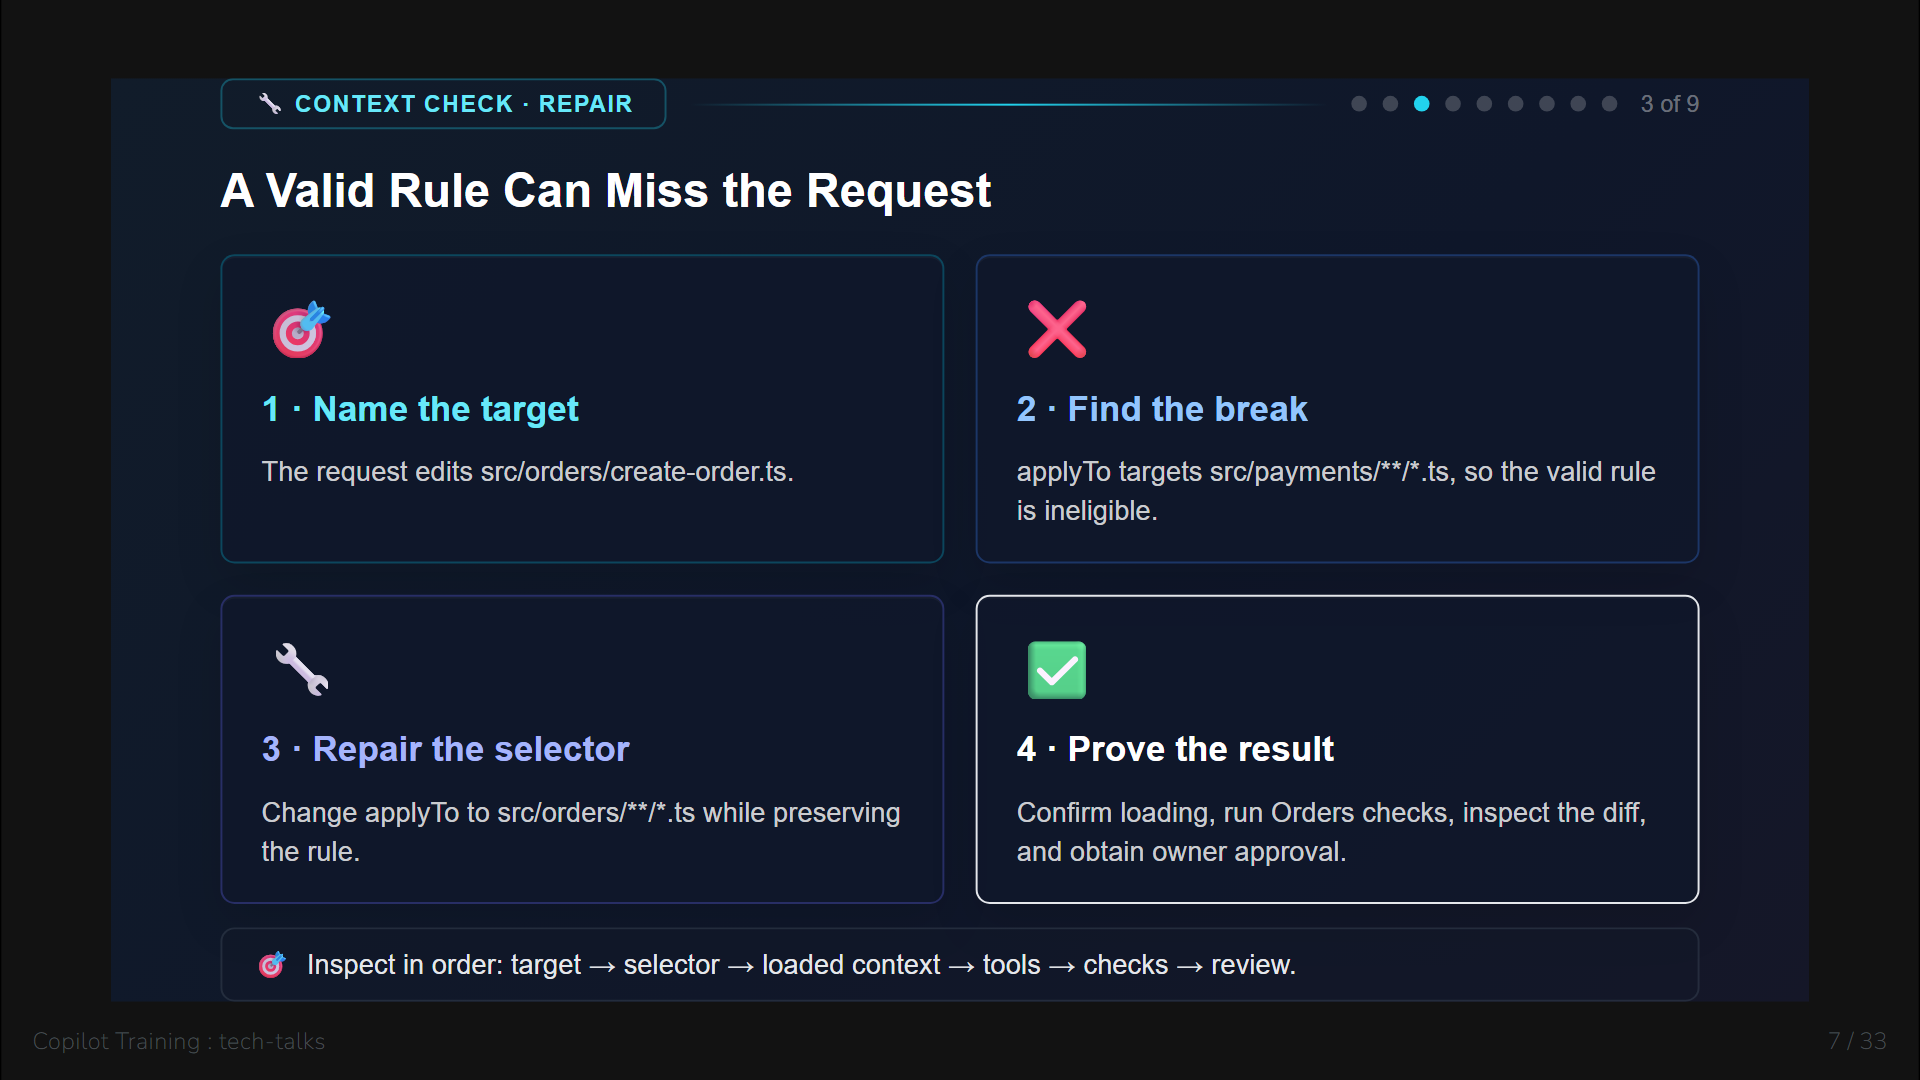 CONTEXT CHECK · REPAIR
3 of 9
A Valid Rule Can Miss the Request
1 · Name the target
The request edits src/orders/create-order.ts.
2 · Find the break
applyTo targets src/payments/**/*.ts, so the valid rule
is ineligible.
3 · Repair the selector
Change applyTo to src/orders/**/*.ts while preserving
the rule.
4 · Prove the result
Confirm loading, run Orders checks, inspect the diff,
and obtain owner approval.
Inspect in order: target → selector → loaded context → tools → checks → review.
Copilot Training : tech-talks
7 / 33